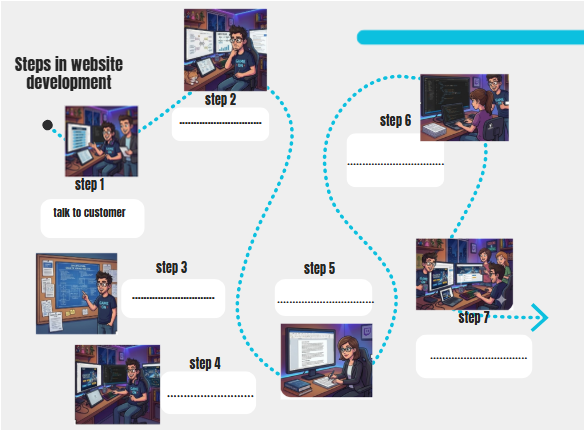 Steps in website
development
step 1
talk to customer
step 2
................................
step 3
................................
step 4
............................
step 5
................................
step 6
................................
step 7
................................